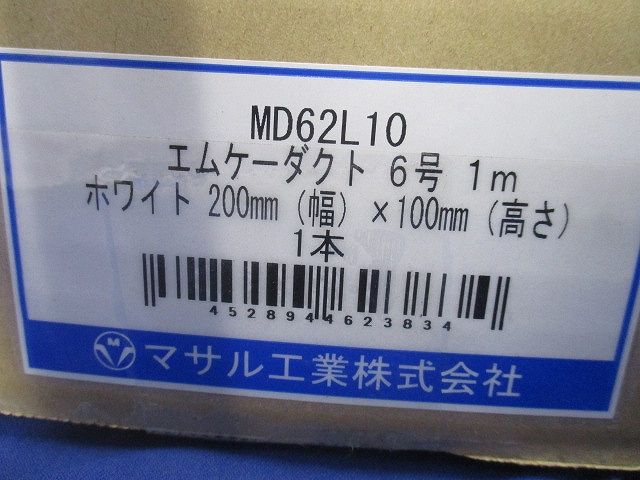 MD62L10
エムケーダクト 6号 1m
ホワイト 200mm (幅) ×100mm (高さ)
1本
4528944623834
M マサル工業株式会社